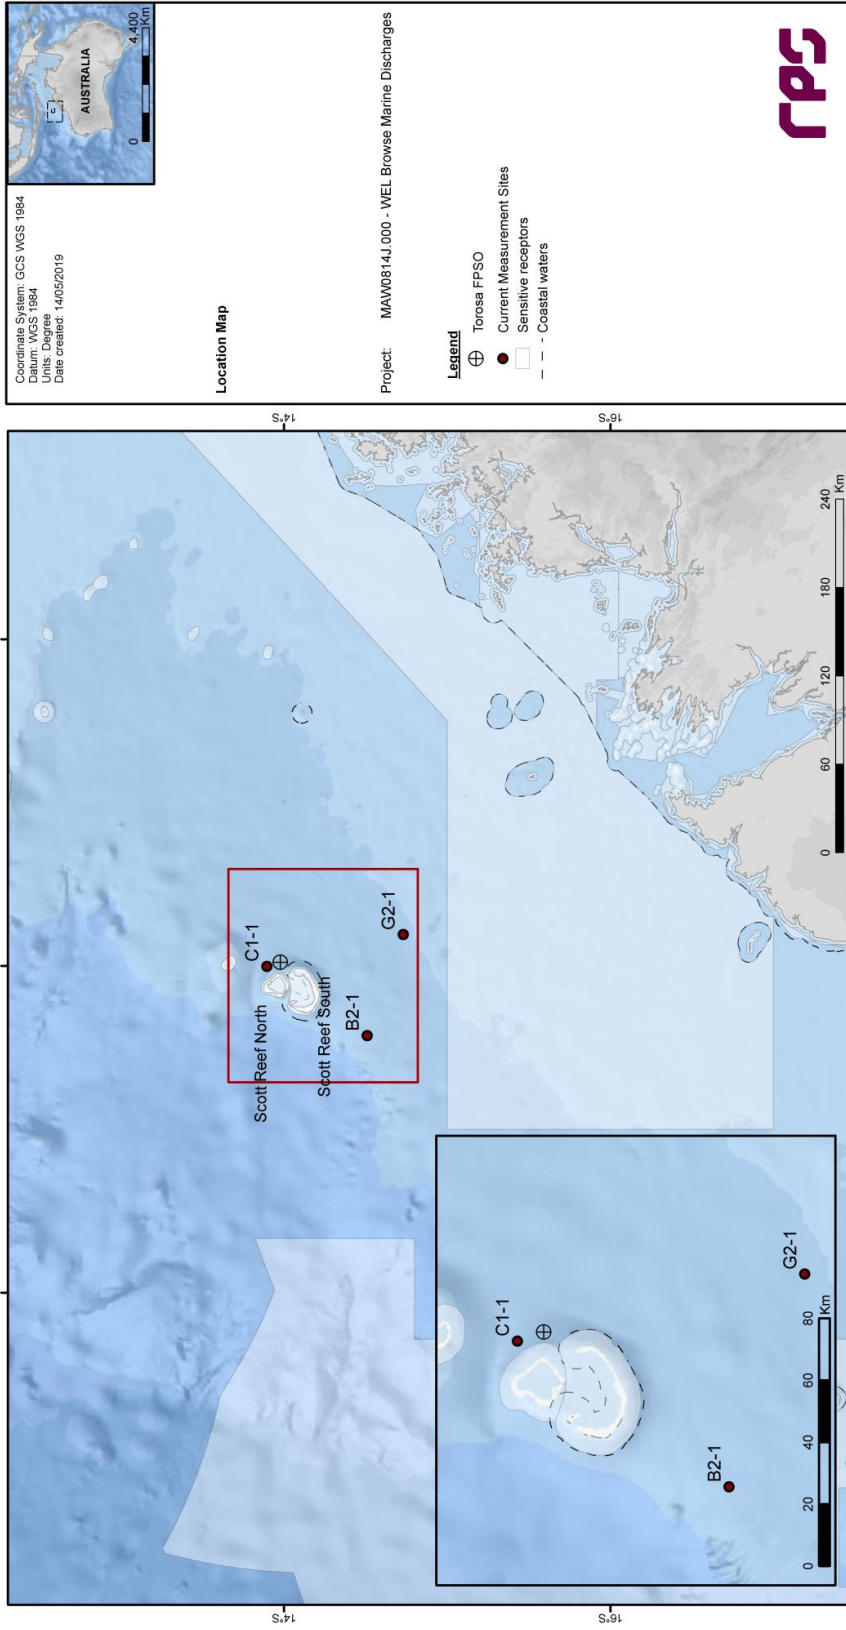 Coordinate System: GCS WGS 1984
Datum: WGS 1984
Units: Degree
Date created: 14/05/2019
AUSTRALIA
0
4,400
Km
Location Map
Project: MAW0814J.000 - WEL Browse Marine Discharges
Legend
Torosa FPSO
Current Measurement Sites
Sensitive receptors
Coastal waters
rps
14°S
16°S
14°S
16°S
C1-1
Scott Reef North
Scott Reef South
B2-1
G2-1
0
60
120
180
240
Km
C1-1
B2-1
G2-1
0
20
40
60
80
Km